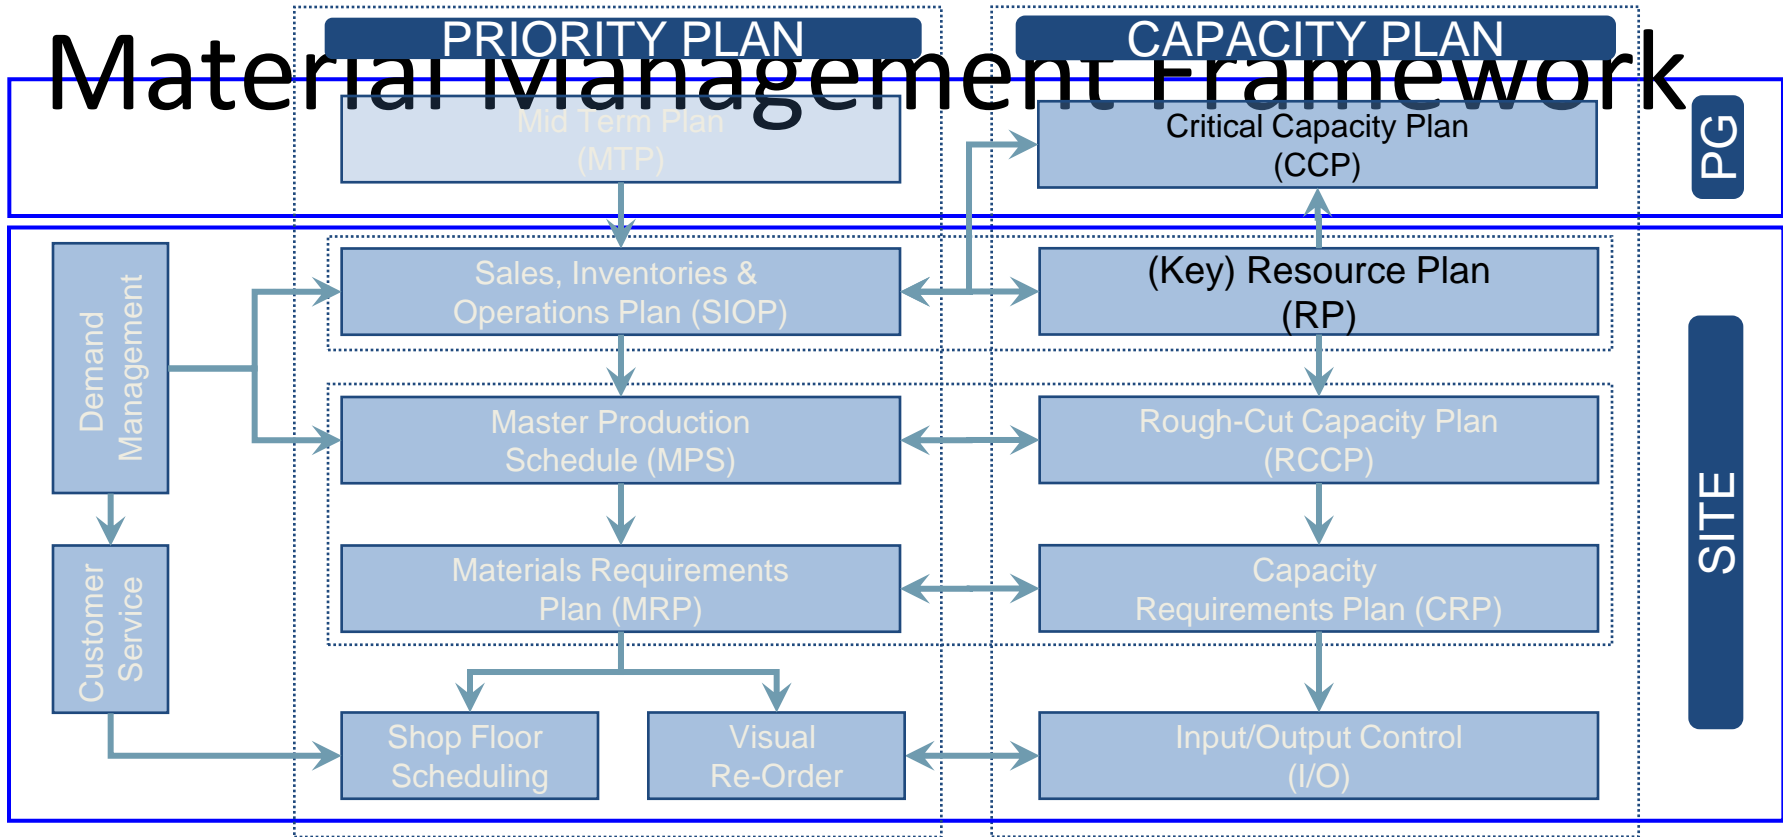 Material Management Framework
PRIORITY PLAN
CAPACITY PLAN
Mid Term Plan
(MTP)
Critical Capacity Plan
(CCP)
PG
Sales, Inventories &
Operations Plan (SIOP)
(Key) Resource Plan
(RP)
Demand
Management
Master Production
Schedule (MPS)
Rough-Cut Capacity Plan
(RCCP)
SITE
Materials Requirements
Plan (MRP)
Capacity
Requirements Plan (CRP)
Customer
Service
Shop Floor
Scheduling
Visual
Re-Order
Input/Output Control
(I/O)